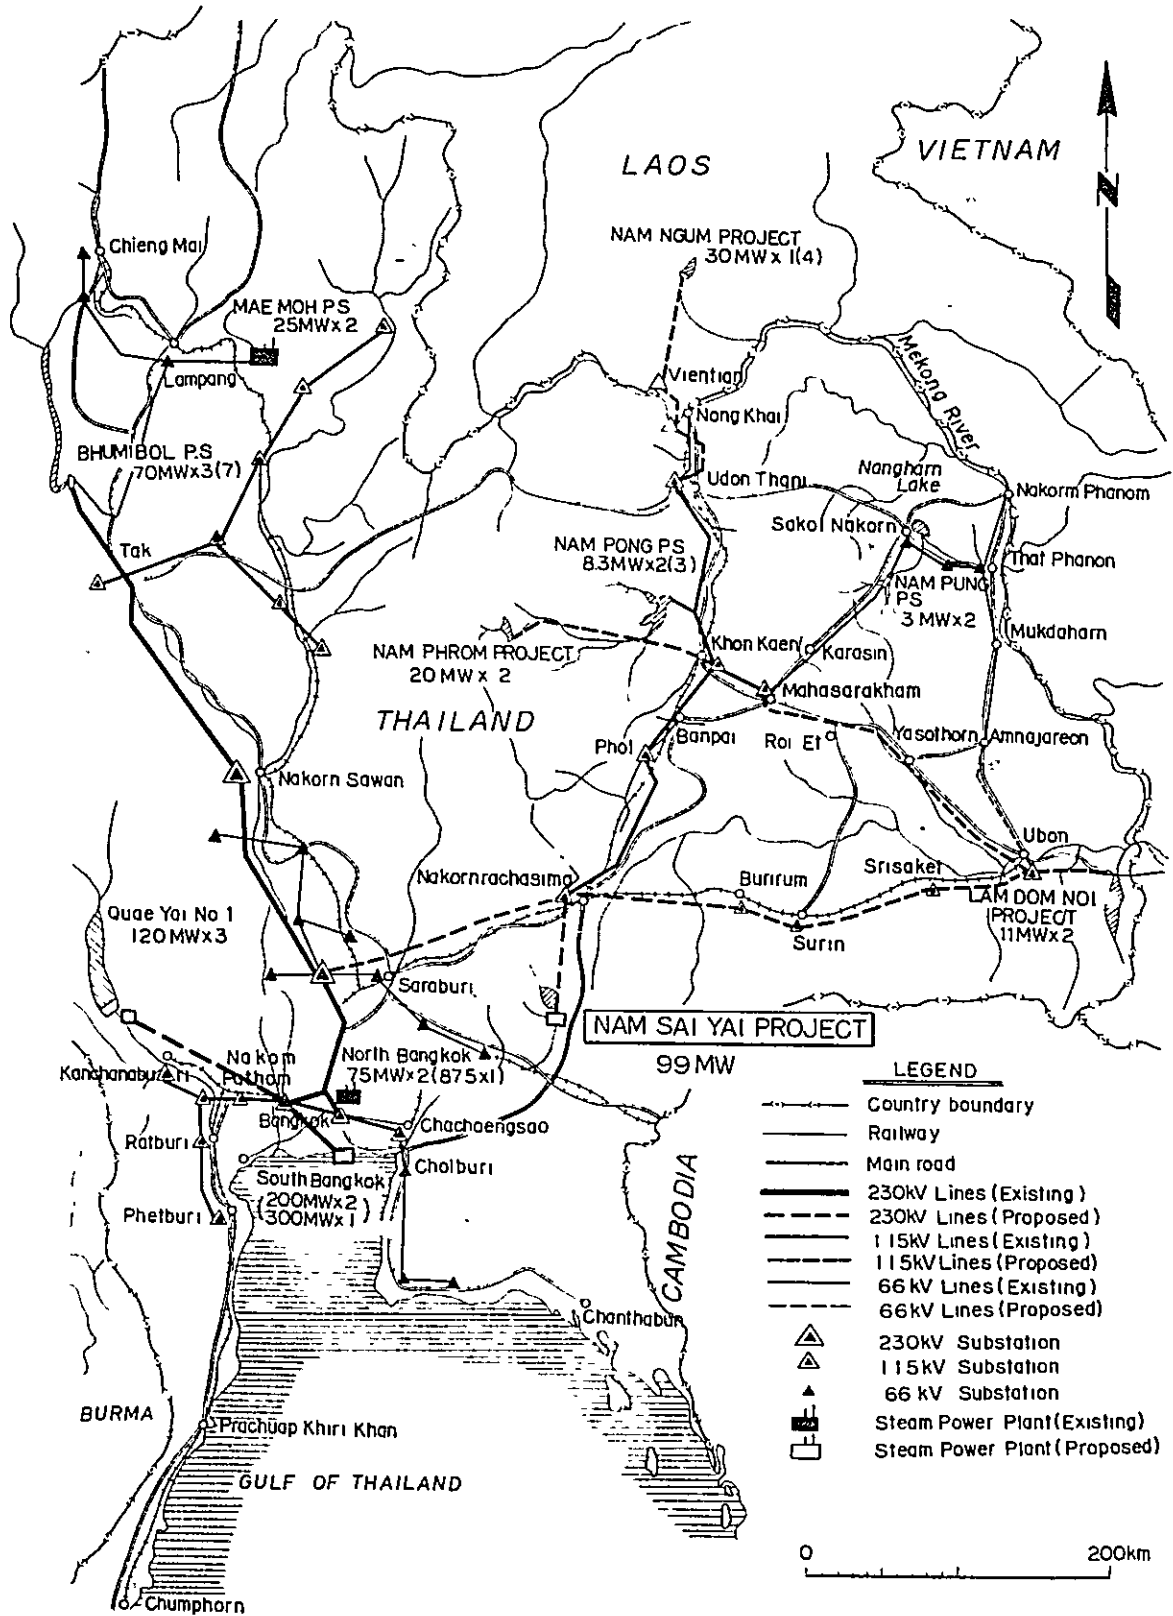 LAOS
VIETNAM
N
NAM NGUM PROJECT
30MW x 1(4)
Chieng Mai
MAE MOH P.S
25MW x 2
Lampang
Vientian
Mekong River
Nong Khai
BHUMIBOL P.S
70MW x 3(7)
Udon Thani
Nangharn
Lake
Nakorn Phanom
Sakol Nakorn
Tak
NAM PONG PS
8.3MW x 2(3)
That Phanon
NAM PUNG
PS
3 MW x 2
Mukdaharn
NAM PHROM PROJECT
20 MW x 2
Khon Kaen
Karasin
Mahasarakham
THAILAND
Phol
Banpai
Roi Et
Yasothorn
Amnajareon
Nakorn Sawan
Ubon
Nakornrachasima
Burirum
Srisaket
LAM DOM NOI
PROJECT
11MW x 2
Surin
Quae Yai No 1
120 MW x 3
Saraburi
NAM SAI YAI PROJECT
99 MW
North Bangkok
75MW x 2(87.5x1)
Nakorn
Pathom
Kanchanaburi
Bangkok
Chachaengsao
Ratburi
Cholburi
South Bangkok
(200MW x 2)
(300MW x 1)
Phetburi
CAMBODIA
Chanthaburi
BURMA
Prachuap Khiri Khan
GULF OF THAILAND
Chumphorn
LEGEND
Country boundary
Railway
Main road
230kV Lines (Existing)
230kV Lines (Proposed)
115kV Lines (Existing)
115kV Lines (Proposed)
66 kV Lines (Existing)
66kV Lines (Proposed)
230kV Substation
115kV Substation
66 kV Substation
Steam Power Plant (Existing)
Steam Power Plant (Proposed)
0 200km